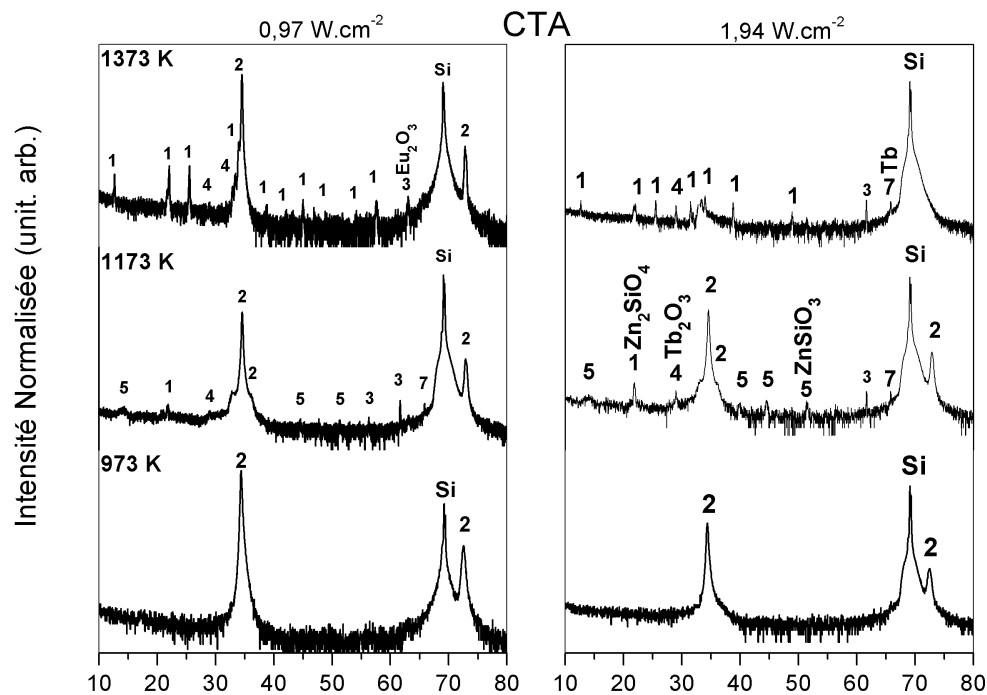 CTA
0,97 W.cm-2
1,94 W.cm-2
Intensité Normalisée (unit. arb.)
1373 K
1 1 1 4 4 1 2 1 1 1 1 1 1 3 Eu2O3 Si 2
1 1 1 4 1 1 1 1 3 7 Tb Si
1173 K
5 1 4 2 2 5 5 3 3 7 Si 2
5 1 Zn2SiO4 4 Tb2O3 2 2 5 5 5 ZnSiO3 3 7 Si 2
973 K
2 Si 2
2 Si 2
10 20 30 40 50 60 70 80
10 20 30 40 50 60 70 80